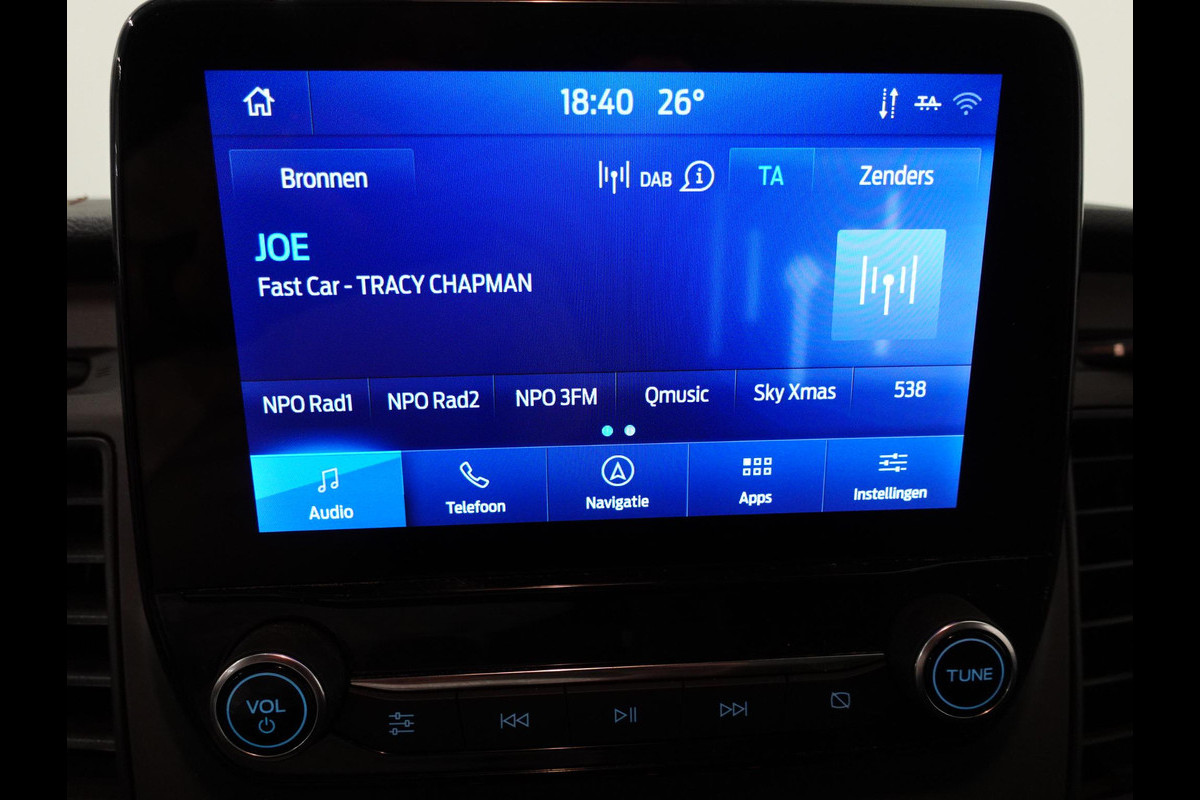 18:40 26°
TA
Bronnen DAB TA Zenders
JOE
Fast Car - TRACY CHAPMAN
NPO Rad1 NPO Rad2 NPO 3FM Qmusic Sky Xmas 538
Audio Telefoon Navigatie Apps Instellingen
VOL TUNE